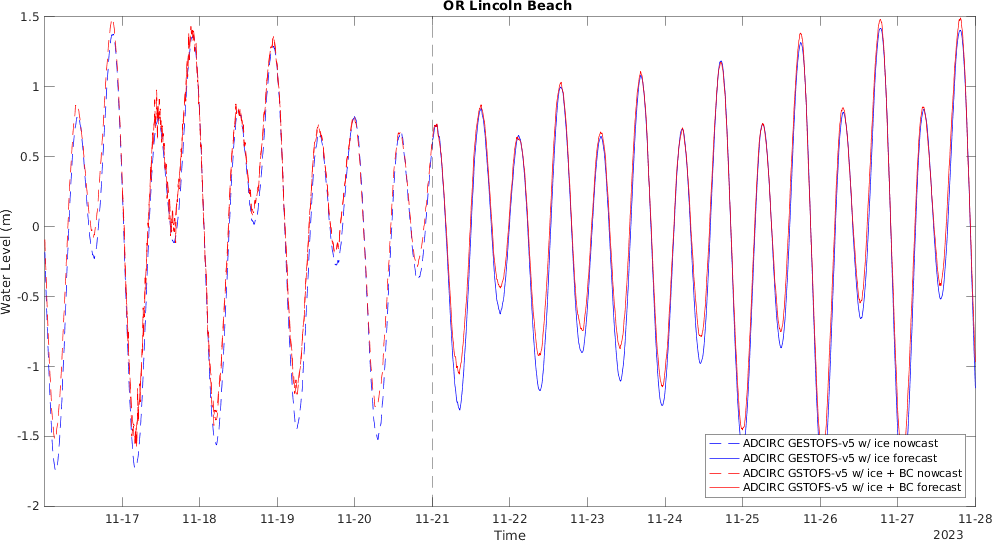 OR Lincoln Beach
1.5
1
0.5
0
-0.5
-1
-1.5
-2
Water Level (m)
11-17 11-18 11-19 11-20 11-21 11-22 11-23 11-24 11-25 11-26 11-27 11-28
Time
2023
ADCIRC GESTOFS-v5 w/ ice nowcast
ADCIRC GESTOFS-v5 w/ ice forecast
ADCIRC GSTOFS-v5 w/ ice + BC nowcast
ADCIRC GSTOFS-v5 w/ ice + BC forecast